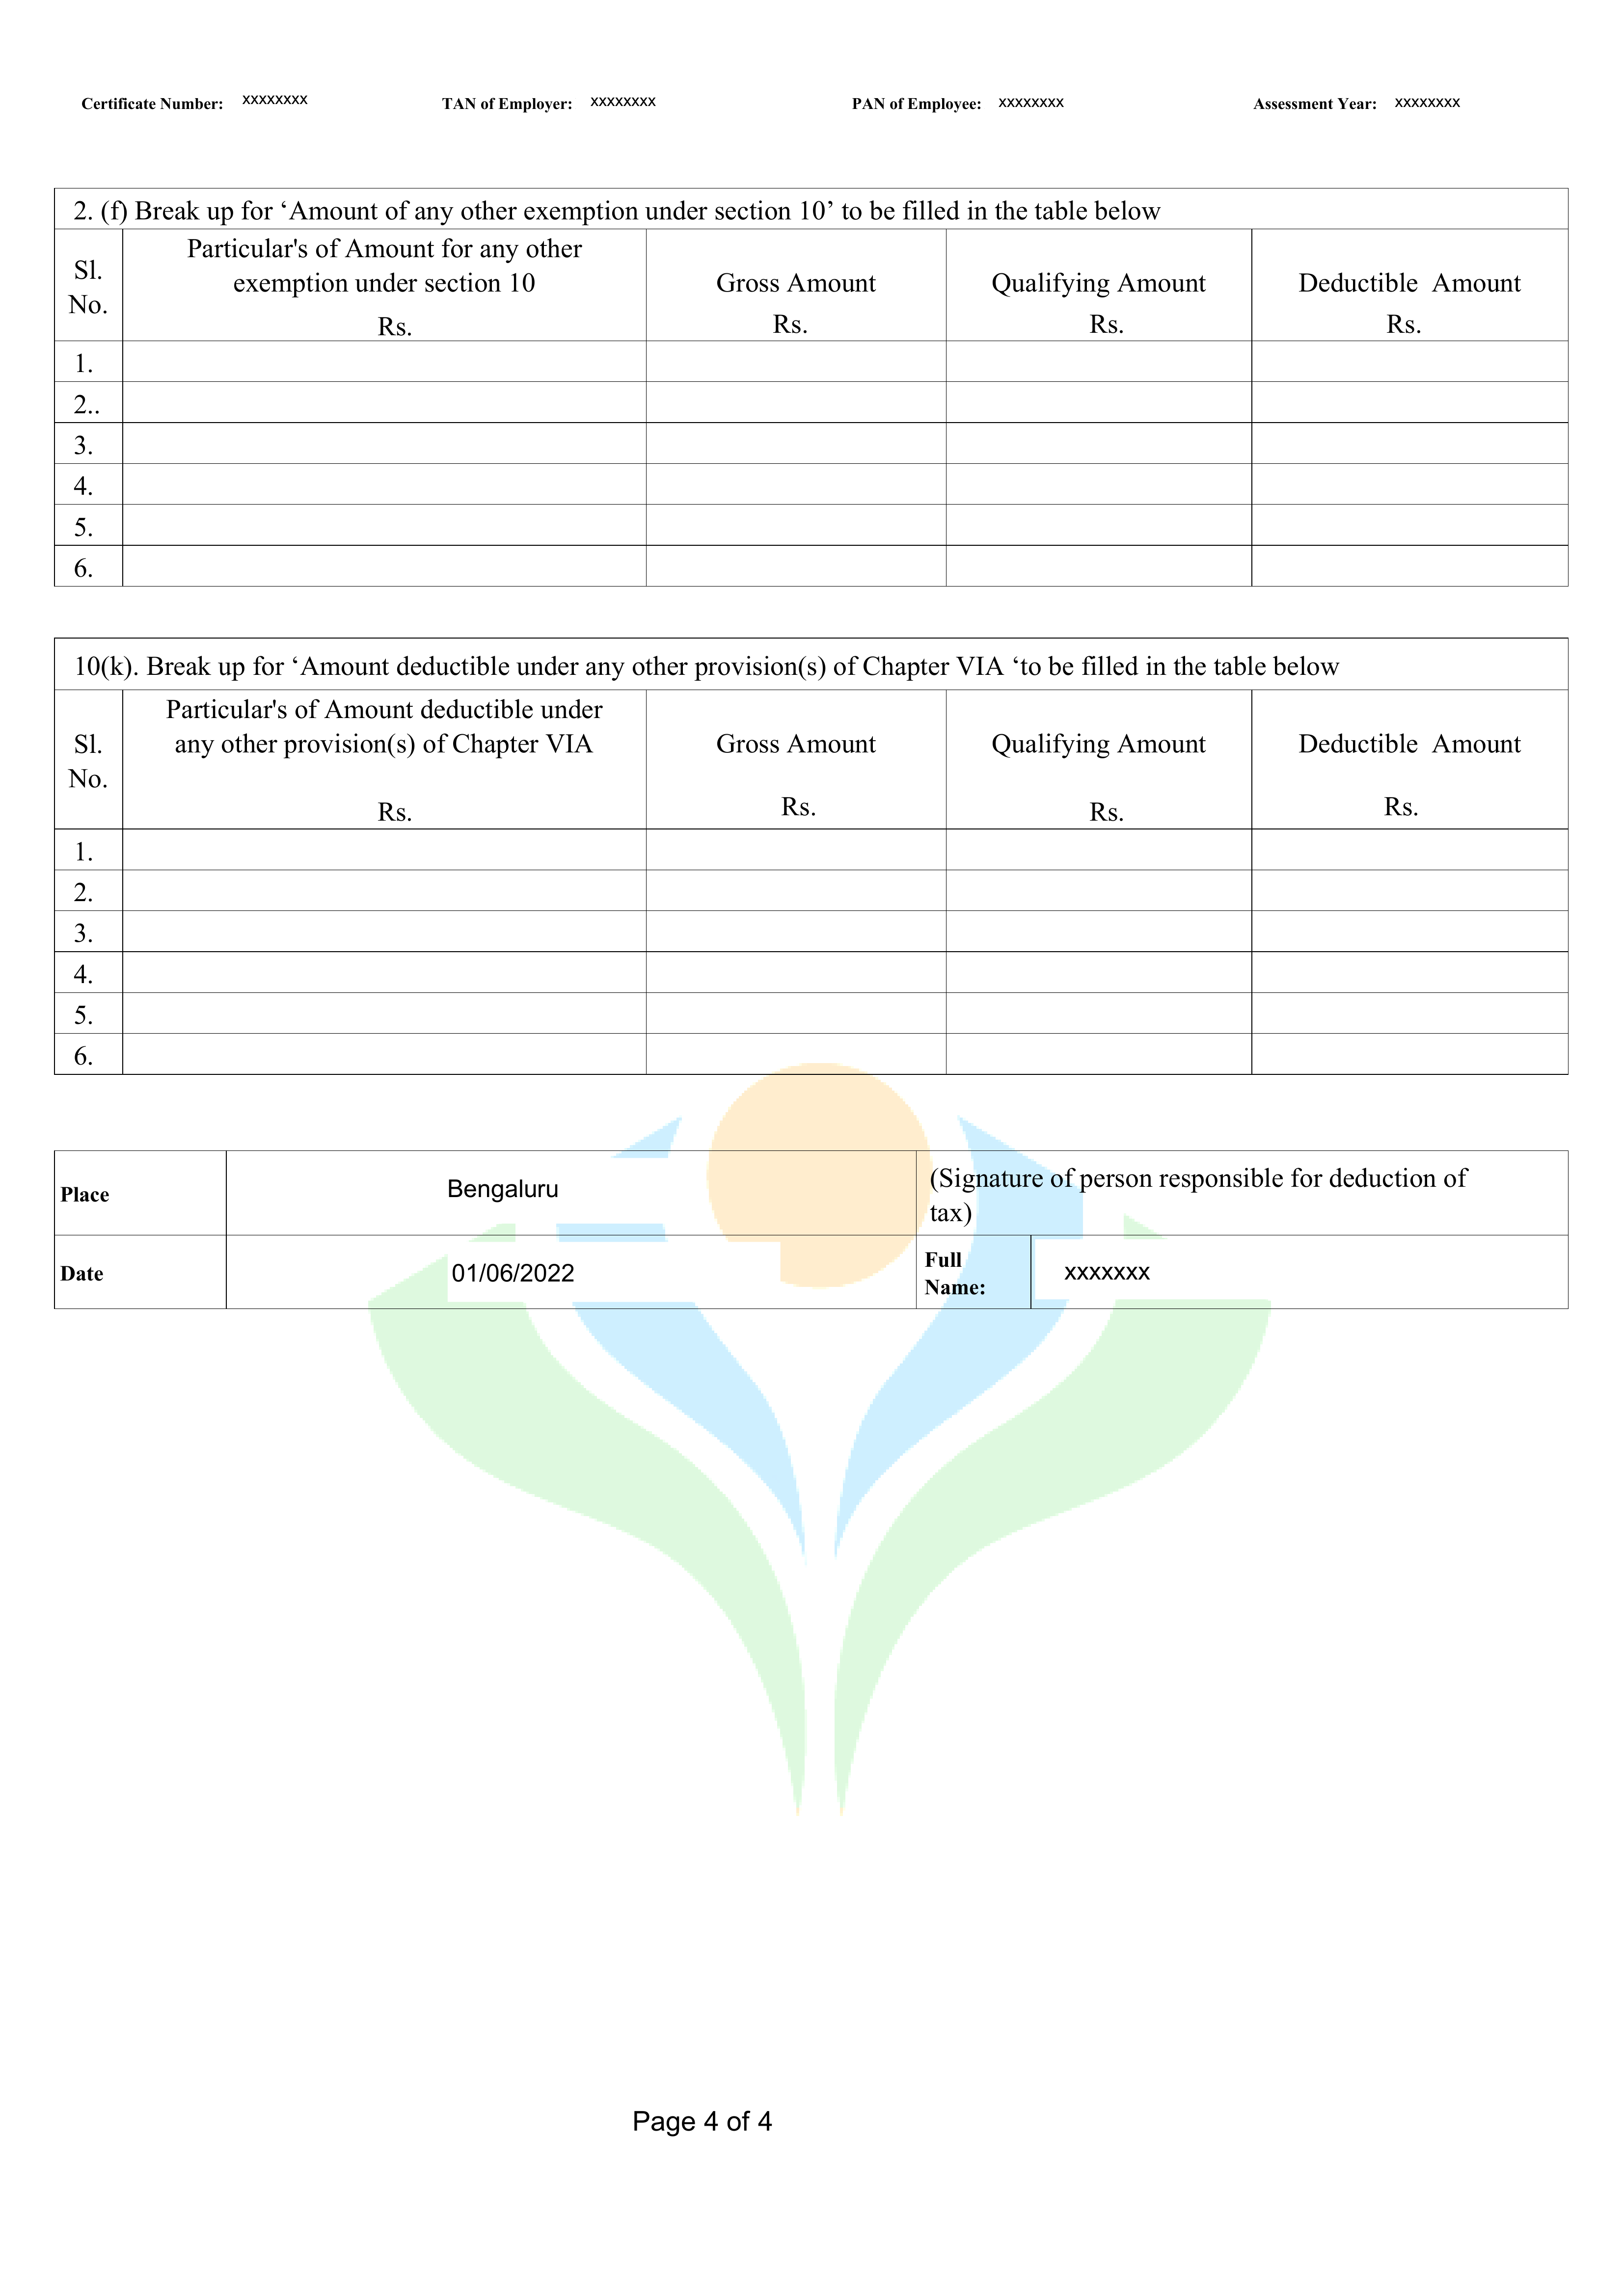 Certificate Number: xxxxxxxx TAN of Employer: xxxxxxxx PAN of Employee: xxxxxxxx Assessment Year: xxxxxxxx
2. (f) Break up for ‘Amount of any other exemption under section 10’ to be filled in the table below
Sl.
No.
Particular's of Amount for any other
exemption under section 10
Rs.
Gross Amount
Rs.
Qualifying Amount
Rs.
Deductible Amount
Rs.
1.
2..
3.
4.
5.
6.
10(k). Break up for ‘Amount deductible under any other provision(s) of Chapter VIA ‘to be filled in the table below
Sl.
No.
Particular's of Amount deductible under
any other provision(s) of Chapter VIA
Rs.
Gross Amount
Rs.
Qualifying Amount
Rs.
Deductible Amount
Rs.
1.
2.
3.
4.
5.
6.
Place
Bengaluru
(Signature of person responsible for deduction of
tax)
Date
01/06/2022
Full
Name:
xxxxxxx
Page 4 of 4